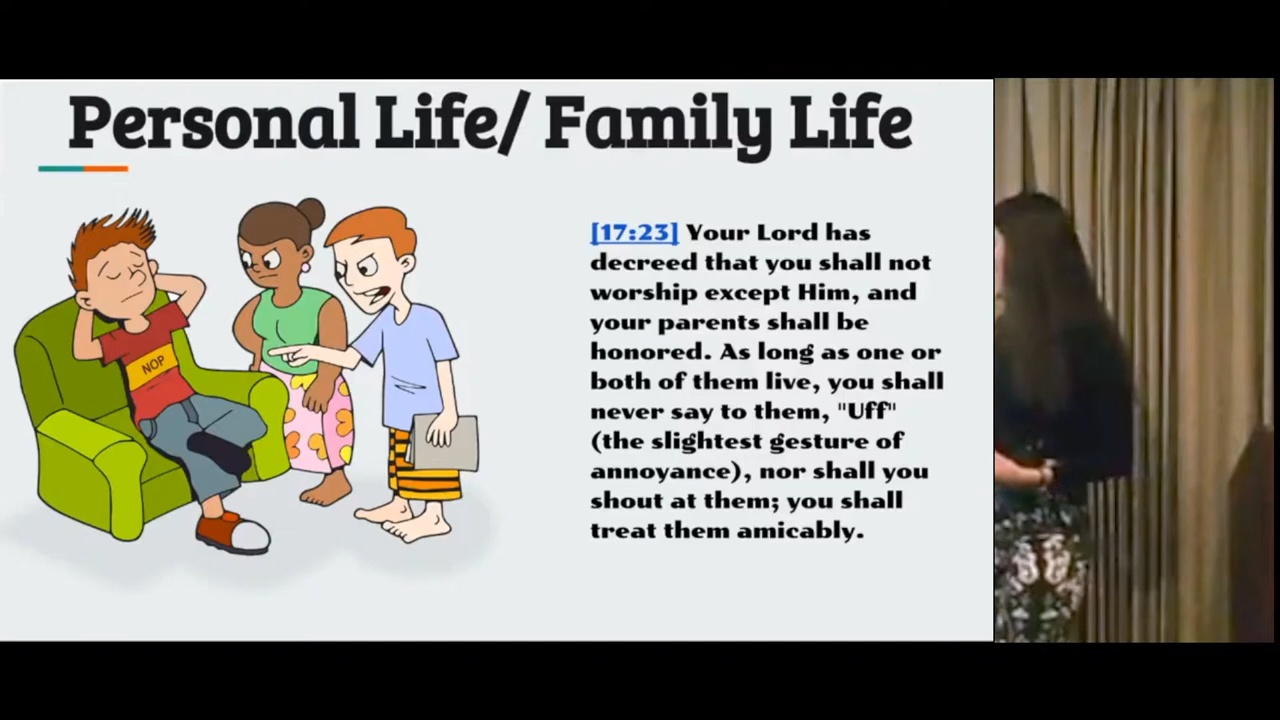 Personal Life/ Family Life
NOP
[17:23] Your Lord has
decreed that you shall not
worship except Him, and
your parents shall be
honored. As long as one or
both of them live, you shall
never say to them, "Uff"
(the slightest gesture of
annoyance), nor shall you
shout at them; you shall
treat them amicably.